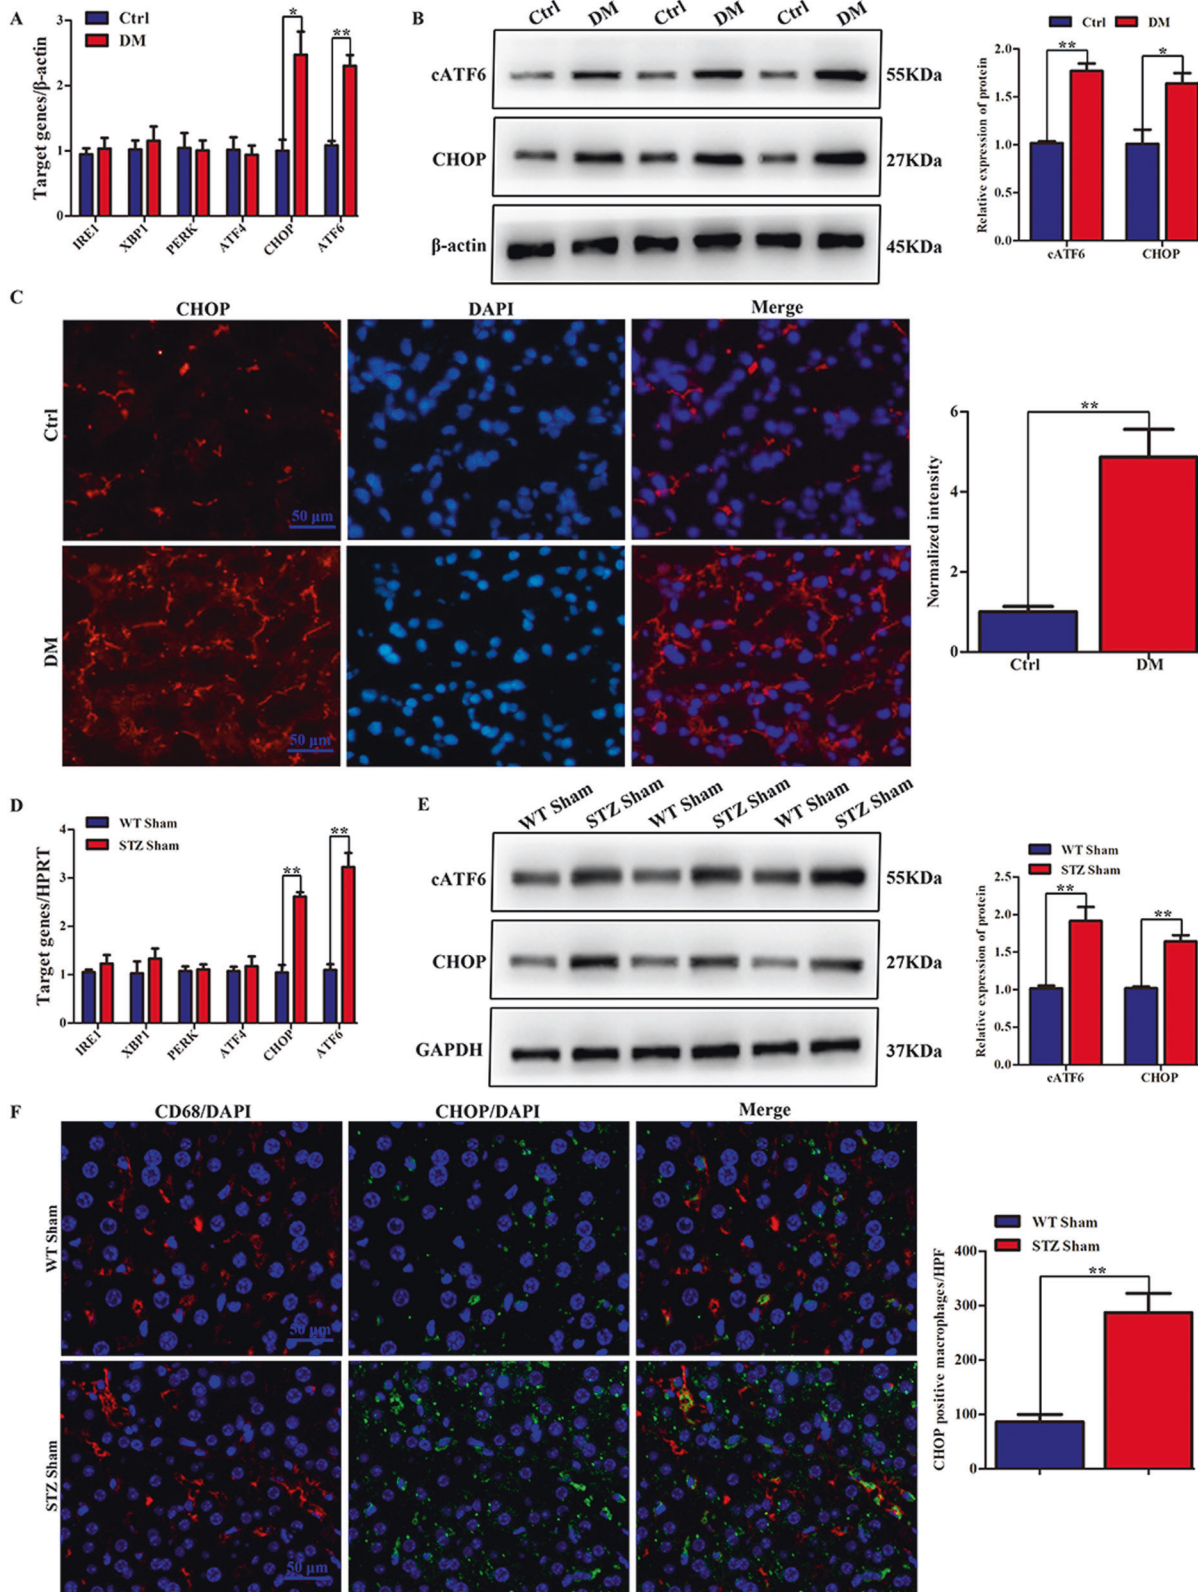 A
Ctrl
DM
Target genes/β-actin
3
2
1
0
*
**
IRE1
XBP1
PERK
ATF4
CHOP
ATF6
B
Ctrl
DM
Ctrl
DM
Ctrl
DM
cATF6
55KDa
CHOP
27KDa
β-actin
45KDa
Ctrl
DM
Relative expression of protein
2.0
1.5
1.0
0.5
0.0
**
*
cATF6
CHOP
C
CHOP
DAPI
Merge
Ctrl
50 µm
DM
50 µm
Normalized intensity
6
4
2
0
**
Ctrl
DM
D
WT Sham
STZ Sham
Target genes/HPRT
4
3
2
1
0
**
**
IRE1
XBP1
PERK
ATF4
CHOP
ATF6
E
WT Sham
STZ Sham
WT Sham
STZ Sham
WT Sham
STZ Sham
cATF6
55KDa
CHOP
27KDa
GAPDH
37KDa
WT Sham
STZ Sham
Relative expression of protein
2.5
2.0
1.5
1.0
0.5
0.0
**
**
cATF6
CHOP
F
CD68/DAPI
CHOP/DAPI
Merge
WT Sham
50 µm
STZ Sham
50 µm
WT Sham
STZ Sham
CHOP positive macrophages/HPF
400
300
200
100
0
**